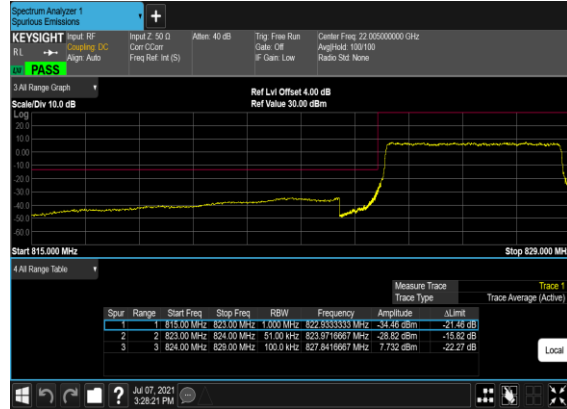 Spectrum Analyzer 1
Spurious Emissions
+
KEYSIGHT Input: RF Input Z: 50 Ω Atten: 40 dB Trig: Free Run Center Freq: 22.005000000 GHz
RL Coupling: DC Corr CCorr Gate: Off Avg|Hold: 100/100
Align: Auto Freq Ref: Int (S) IF Gain: Low Radio Std: None
PASS
3 All Range Graph
Ref Lvl Offset 4.00 dB
Scale/Div 10.0 dB Ref Value 30.00 dBm
Log
20.0
10.0
0.00
-10.0
-20.0
-30.0
-40.0
-50.0
-60.0
Start 815.000 MHz Stop 829.000 MH
4 All Range Table
Measure Trace Trace 1
Trace Type Trace Average (Active)
Spur Range Start Freq Stop Freq RBW Frequency Amplitude ΔLimit
1 1 815.00 MHz 823.00 MHz 1.000 MHz 822.9333333 MHz -34.46 dBm -21.46 dB
2 2 823.00 MHz 824.00 MHz 51.00 kHz 823.9716667 MHz -28.82 dBm -15.82 dB
3 3 824.00 MHz 829.00 MHz 100.0 kHz 827.8416667 MHz 7.732 dBm -22.27 dB
Local
? Jul 07, 2021
3:28:21 PM